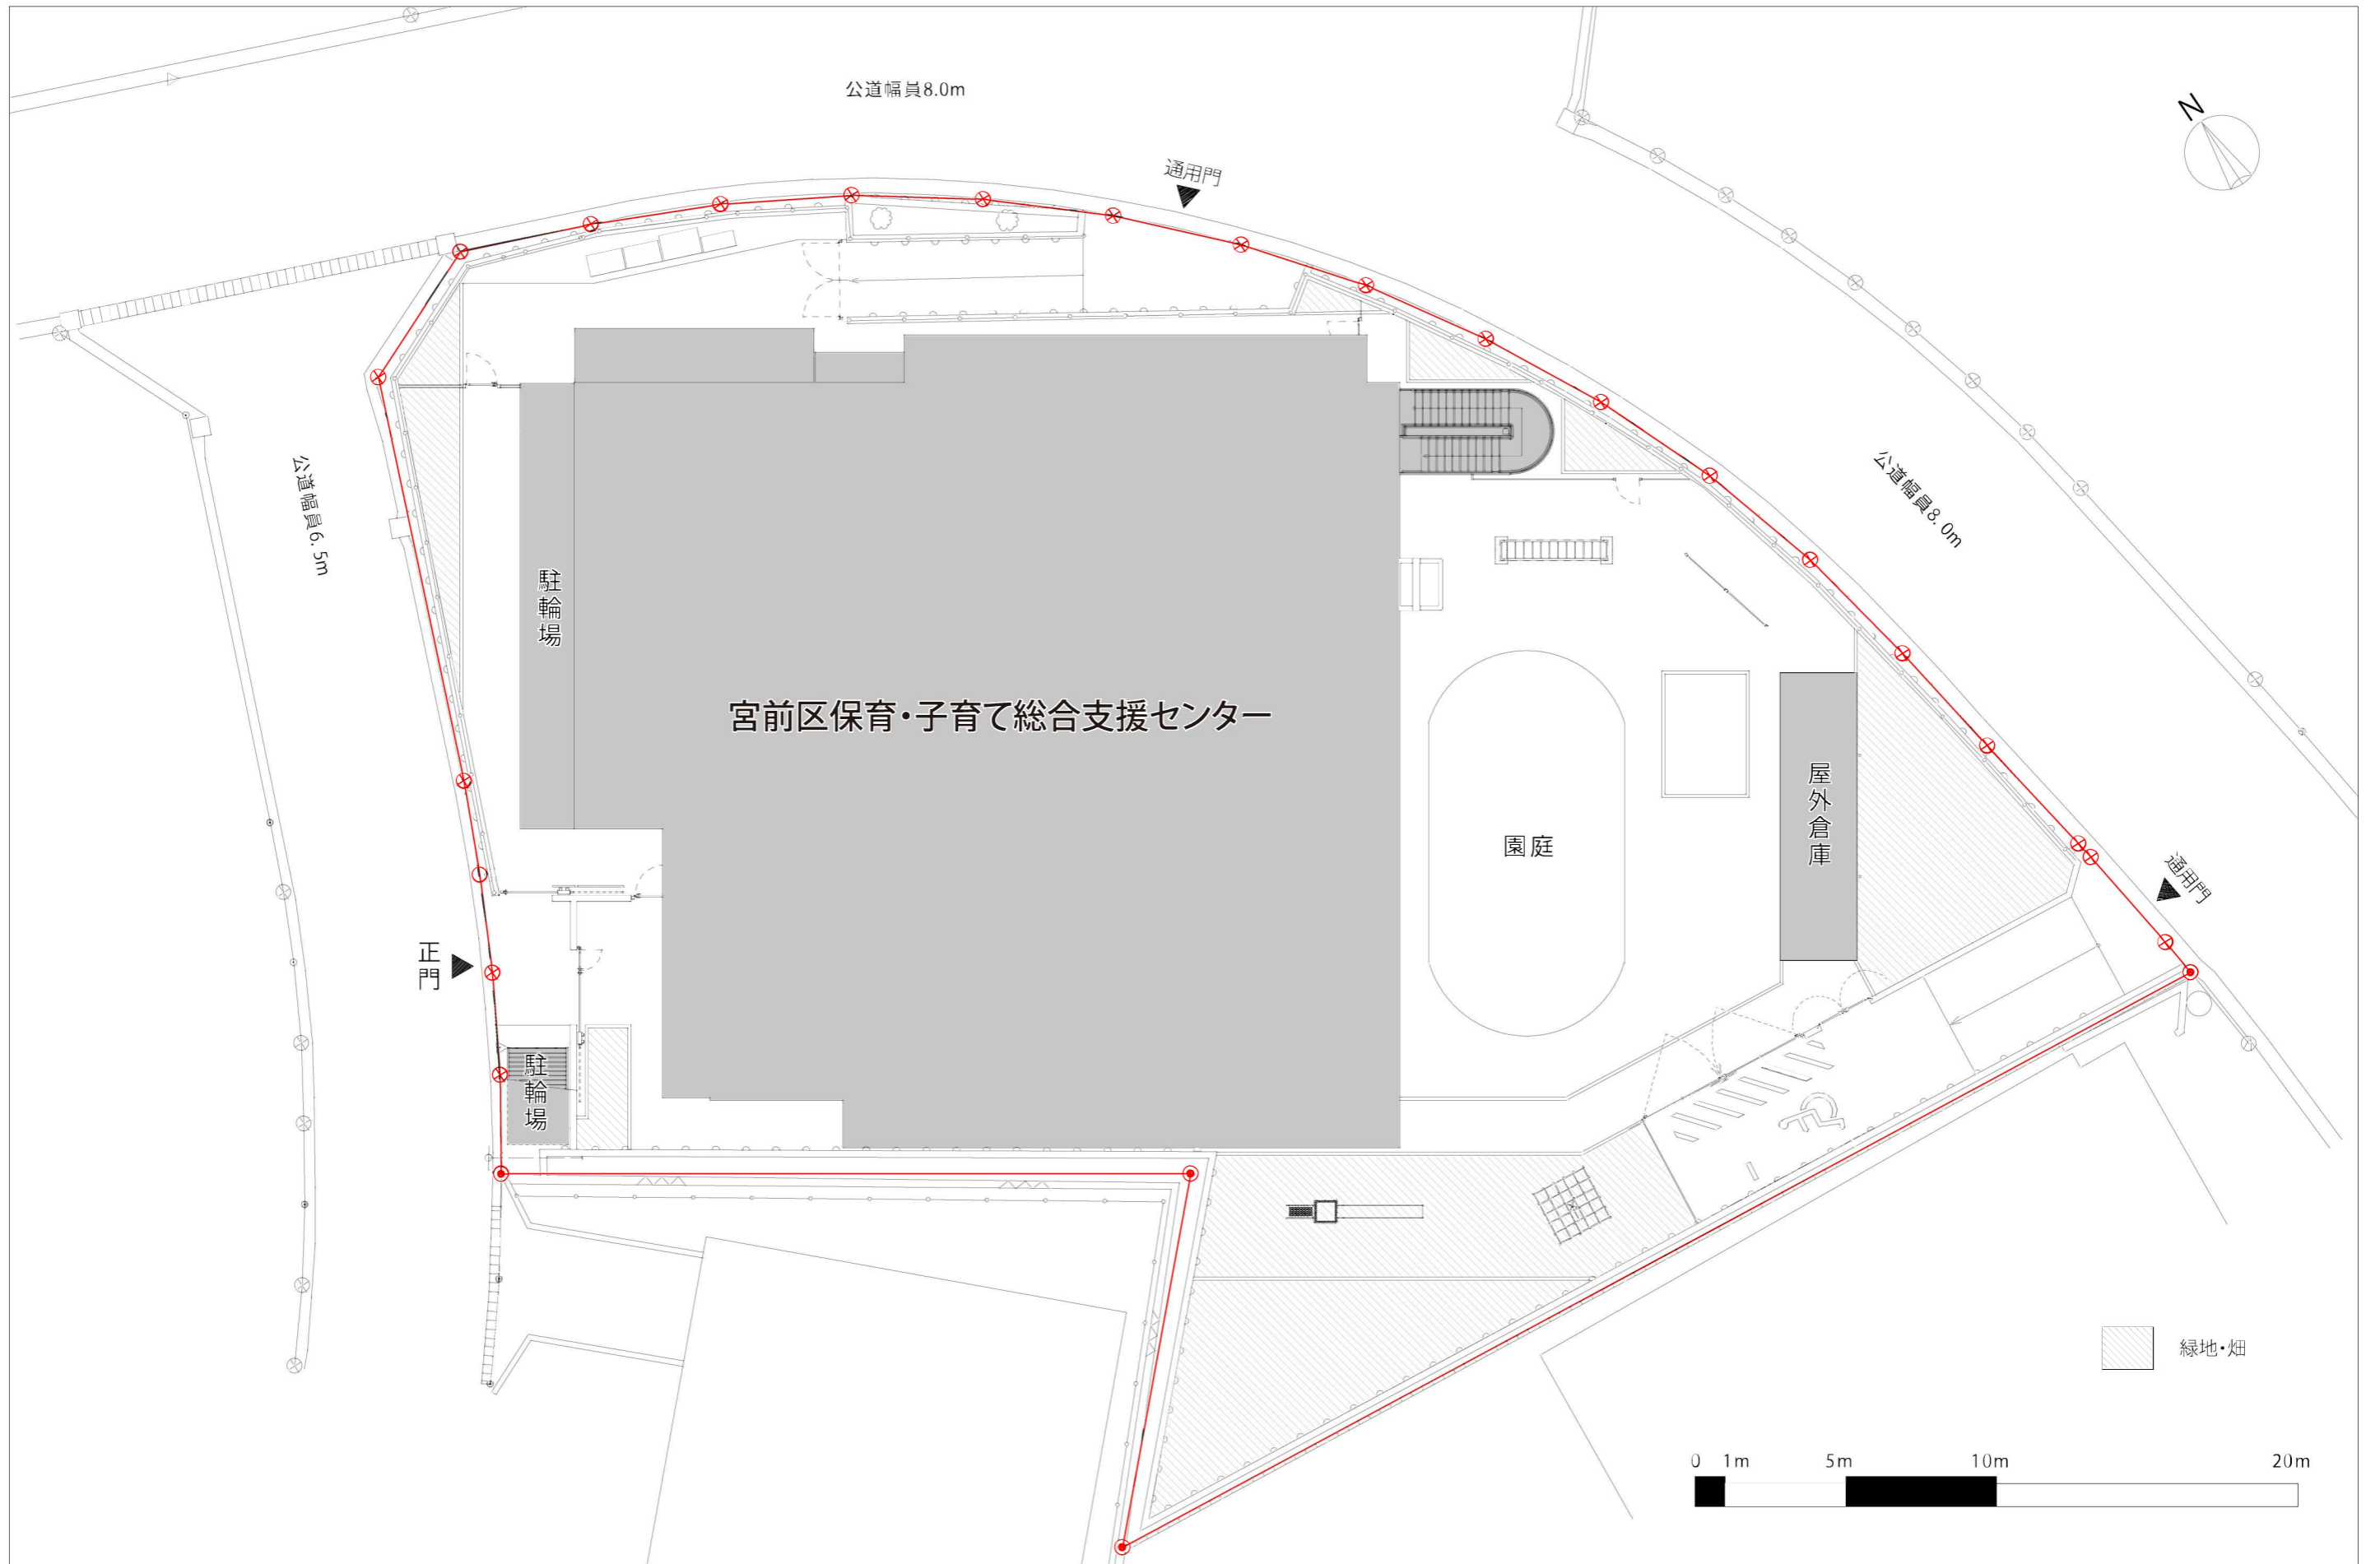 公道幅員8.0m
N
通用門
公道幅員8.0m
公道幅員6.5m
駐輪場
宮前区保育・子育て総合支援センター
園庭
屋外倉庫
通用門
正門
駐輪場
緑地・畑
0 1m 5m 10m 20m